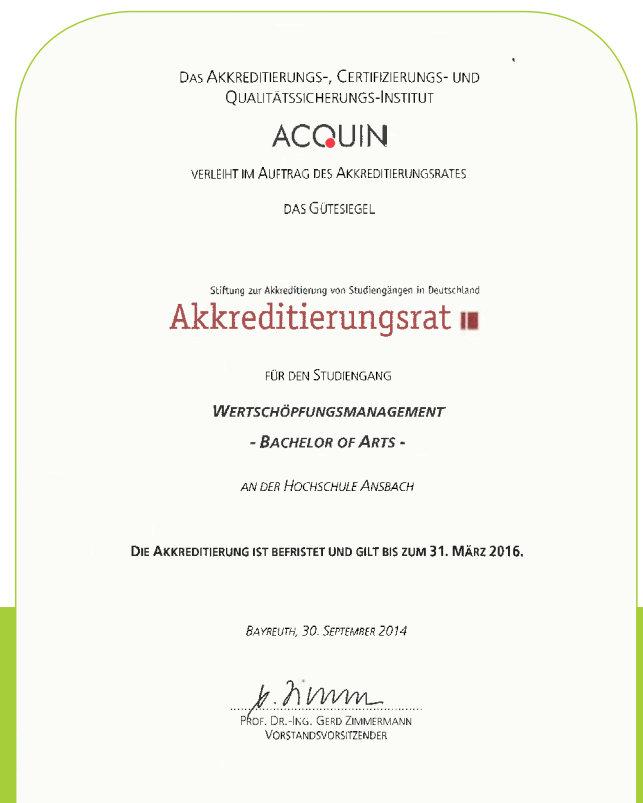 Das Akkreditierungs-, Certifizierungs- und
Qualitätssicherungs-Institut
ACQUIN
verleiht im Auftrag des Akkreditierungsrates
das Gütesiegel
Stiftung zur Akkreditierung von Studiengängen in Deutschland
Akkreditierungsrat
für den Studiengang
Wertschöpfungsmanagement
- Bachelor of Arts -
an der Hochschule Ansbach
Die Akkreditierung ist befristet und gilt bis zum 31. März 2016.
Bayreuth, 30. September 2014
Prof. Dr.-Ing. Gerd Zimmermann
Vorstandsvorsitzender